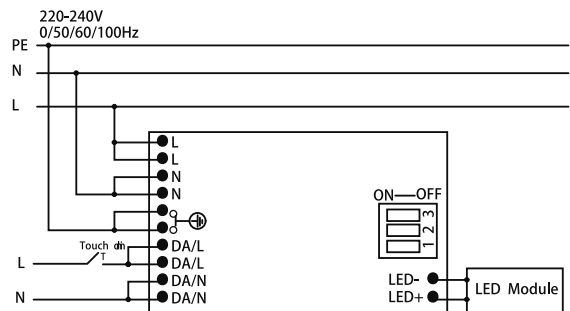 220-240V
0/50/60/100Hz
PE
N
L
L
L
N
N
ON OFF
3
2
1
Touch
T
DA/L
L
DA/L
DA/N
N
DA/N
LED-
LED+
LED Module